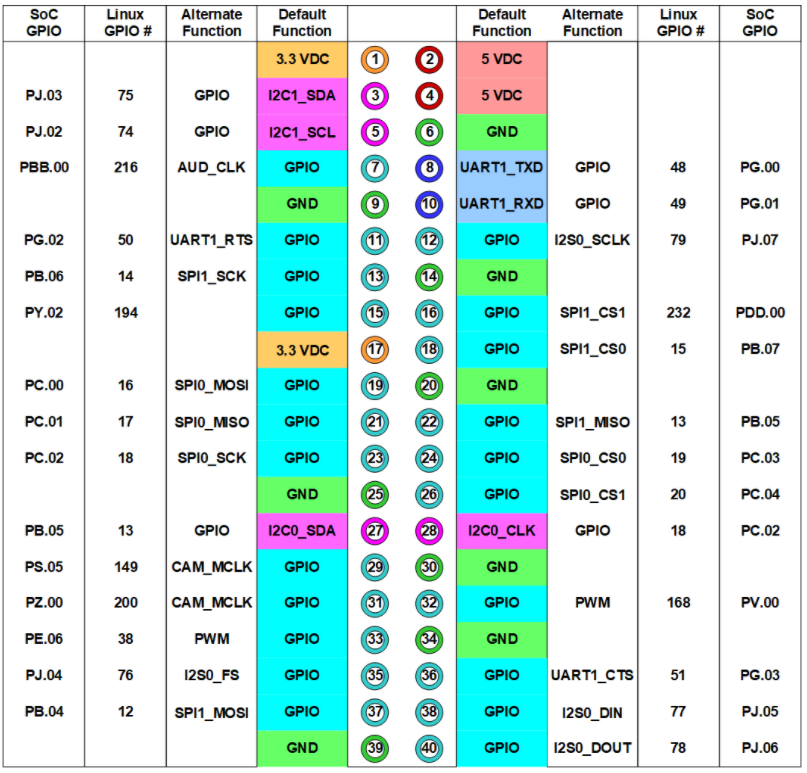 SoC GPIO Linux GPIO # Alternate Function Default Function Default Function Alternate Function Linux GPIO # SoC GPIO
3.3 VDC 1 2 5 VDC
PJ.03 75 GPIO I2C1_SDA 3 4 5 VDC
PJ.02 74 GPIO I2C1_SCL 5 6 GND
PBB.00 216 AUD_CLK GPIO 7 8 UART1_TXD GPIO 48 PG.00
GND 9 10 UART1_RXD GPIO 49 PG.01
PG.02 50 UART1_RTS GPIO 11 12 GPIO I2S0_SCLK 79 PJ.07
PB.06 14 SPI1_SCK GPIO 13 14 GND
PY.02 194 GPIO 15 16 GPIO SPI1_CS1 232 PDD.00
3.3 VDC 17 18 GPIO SPI1_CS0 15 PB.07
PC.00 16 SPI0_MOSI GPIO 19 20 GND
PC.01 17 SPI0_MISO GPIO 21 22 GPIO SPI1_MISO 13 PB.05
PC.02 18 SPI0_SCK GPIO 23 24 GPIO SPI0_CS0 19 PC.03
GND 25 26 GPIO SPI0_CS1 20 PC.04
PB.05 13 GPIO I2C0_SDA 27 28 I2C0_CLK GPIO 18 PC.02
PS.05 149 CAM_MCLK GPIO 29 30 GND
PZ.00 200 CAM_MCLK GPIO 31 32 GPIO PWM 168 PV.00
PE.06 38 PWM GPIO 33 34 GND
PJ.04 76 I2S0_FS GPIO 35 36 GPIO UART1_CTS 51 PG.03
PB.04 12 SPI1_MOSI GPIO 37 38 GPIO I2S0_DIN 77 PJ.05
GND 39 40 GPIO I2S0_DOUT 78 PJ.06